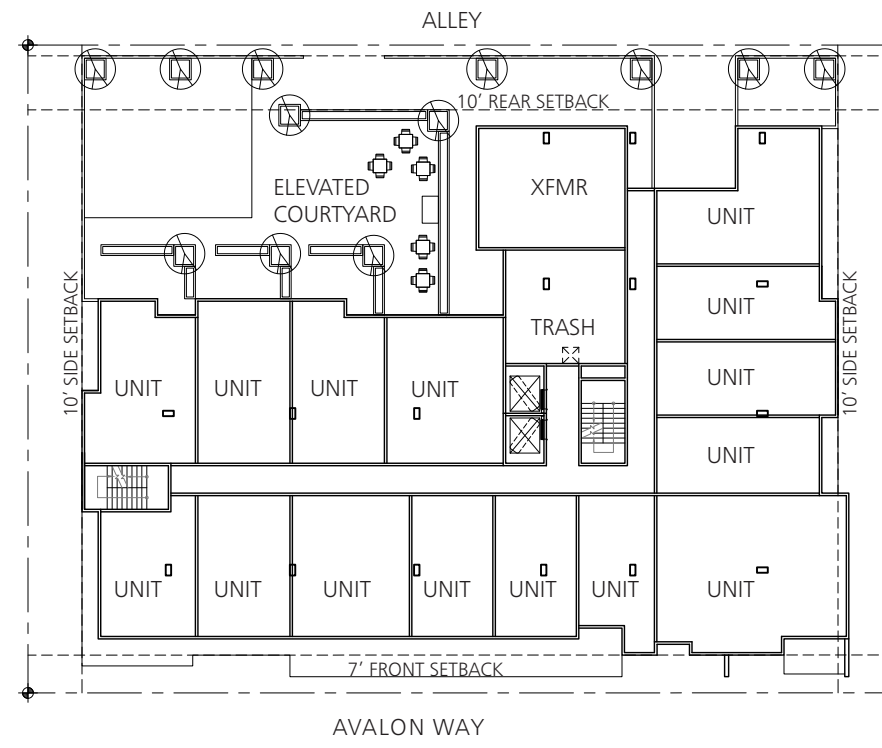 ALLEY
10' REAR SETBACK
ELEVATED
COURTYARD
XFMR
UNIT
10' SIDE SETBACK
10' SIDE SETBACK
UNIT
TRASH
UNIT
UNIT
UNIT
UNIT
UNIT
UNIT
UNIT
UNIT
UNIT
UNIT
UNIT
UNIT
UNIT
7' FRONT SETBACK
AVALON WAY